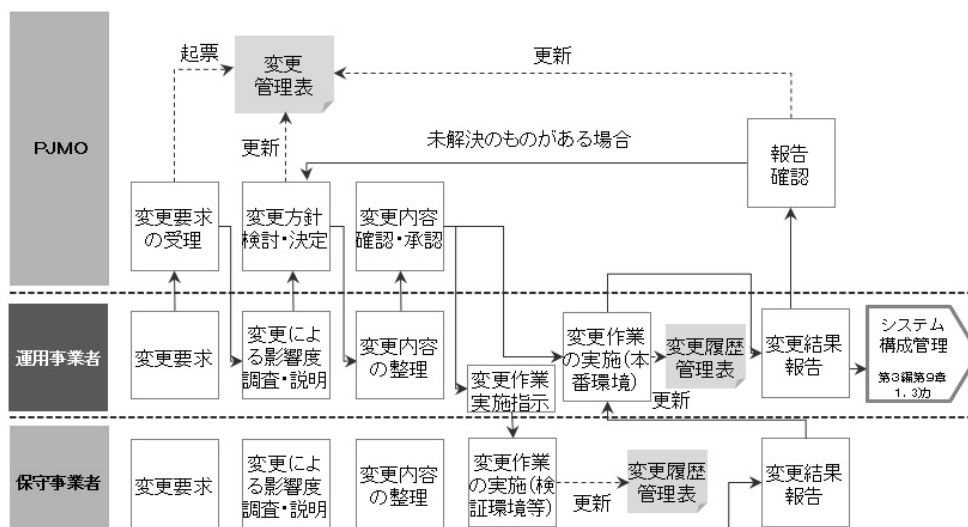 起票
変更
管理表
更新
更新
未解決のものがある場合
PJMO
報告
確認
変更要求
の受理
変更方針
検討・決定
変更内容
確認・承認
運用事業者
変更要求
変更によ
る影響度
調査・説明
変更内容
の整理
変更作業
実施指示
変更作業
の実施(本
番環境)
変更履歴
管理表
更新
変更結果
報告
システム
構成管理
第3編第9章
1. 3)カ
保守事業者
変更要求
変更によ
る影響度
調査・説明
変更内容
の整理
変更作業
の実施(検
証環境等)
更新
変更履歴
管理表
変更結果
報告